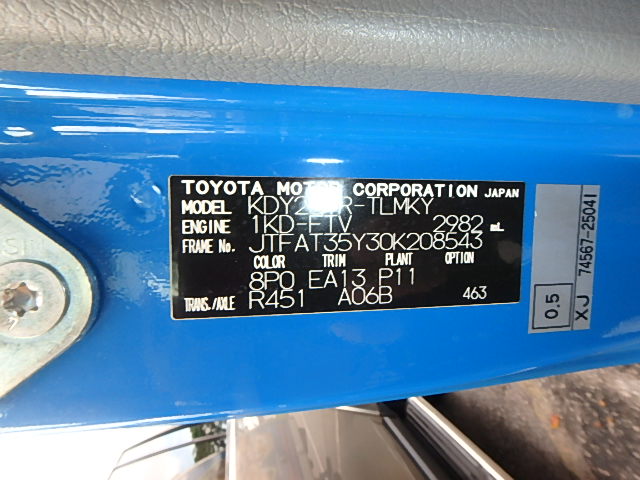 TOYOTA MOTOR CORPORATION JAPAN
MODEL
ENGINE 1KD-FTV 2982 mL
FRAME No. JTFAT35Y30K208543
COLOR TRIM PLANT OPTION
8P0 EA13 P11
TRANS./AXLE R451 A06B 463
0.5
XJ 74567-25041